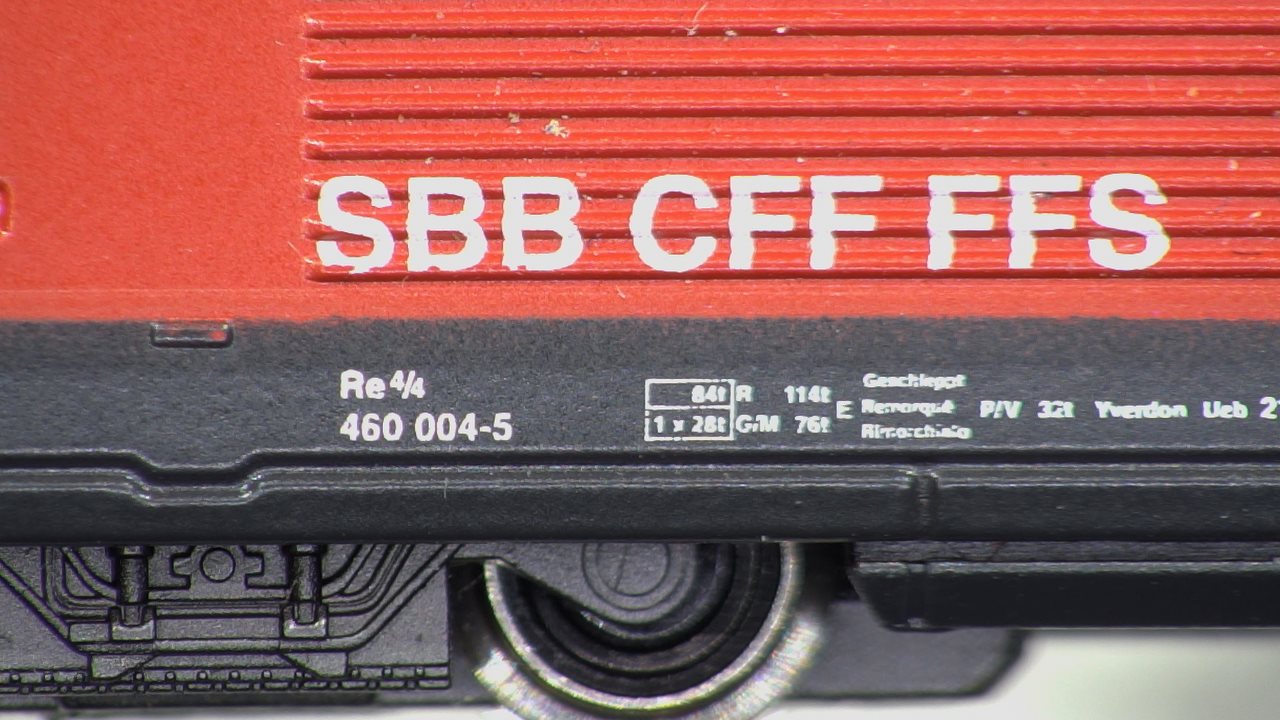 SBB CFF FFS
Re 4/4
460 004-5
84t R 114t
1 x 28t G/M 76t
E
Geschleppt
Remorqué
Rimorchiato
P/V 32t Yverdon Ueb 2